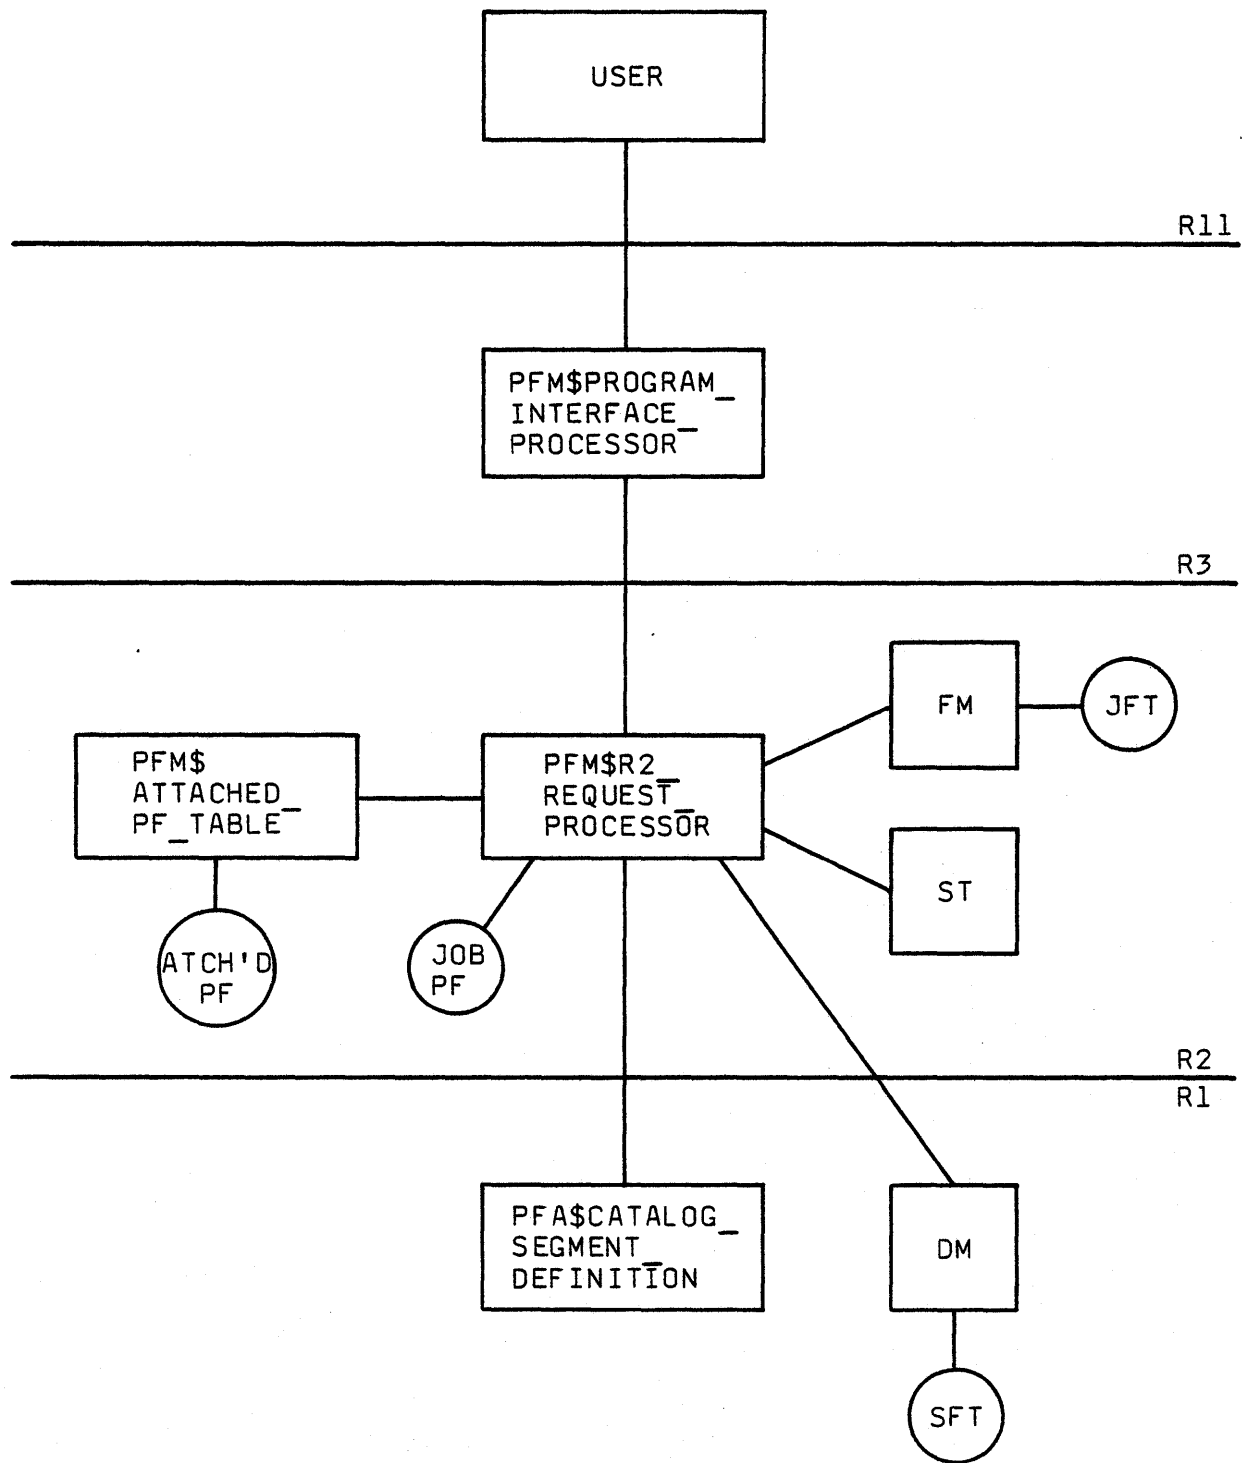 USER
R11
PFM$PROGRAM_
INTERFACE_
PROCESSOR
R3
FM
JFT
PFM$
ATTACHED_
PF_TABLE
PFM$R2_
REQUEST_
PROCESSOR
ST
ATCH'D
PF
JOB
PF
R2
R1
PFA$CATALOG_
SEGMENT_
DEFINITION
DM
SFT